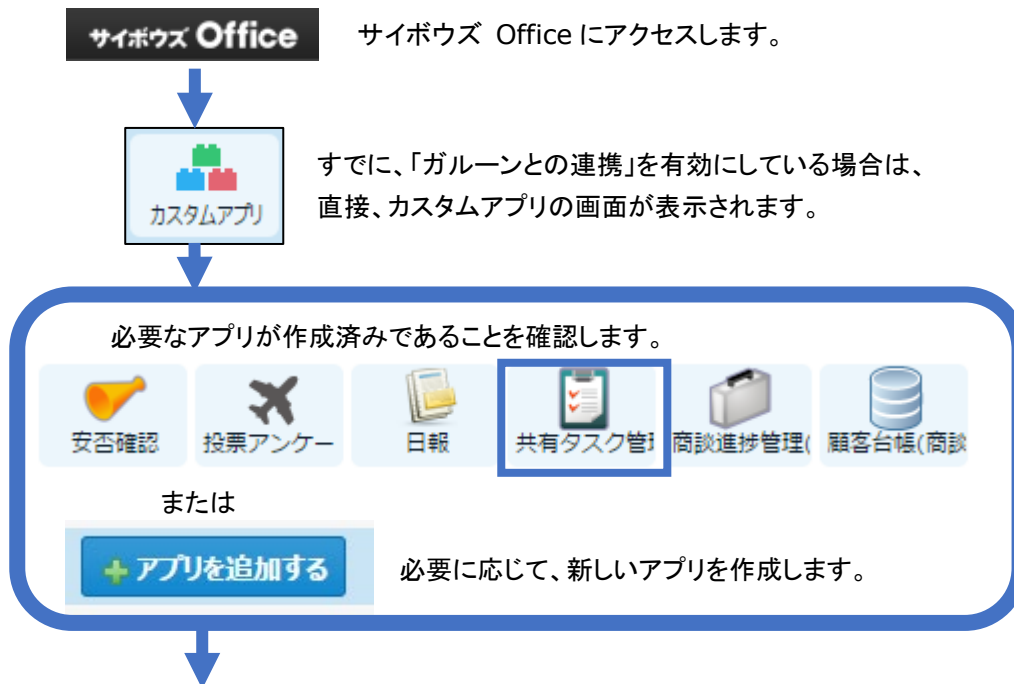 サイボウズ Office
サイボウズ Office にアクセスします。
カスタムアプリ
すでに、「ガルーンとの連携」を有効にしている場合は、
直接、カスタムアプリの画面が表示されます。
必要なアプリが作成済みであることを確認します。
安否確認
投票アンケー
日報
共有タスク管理
商談進捗管理(
顧客台帳(商談
または
アプリを追加する
必要に応じて、新しいアプリを作成します。